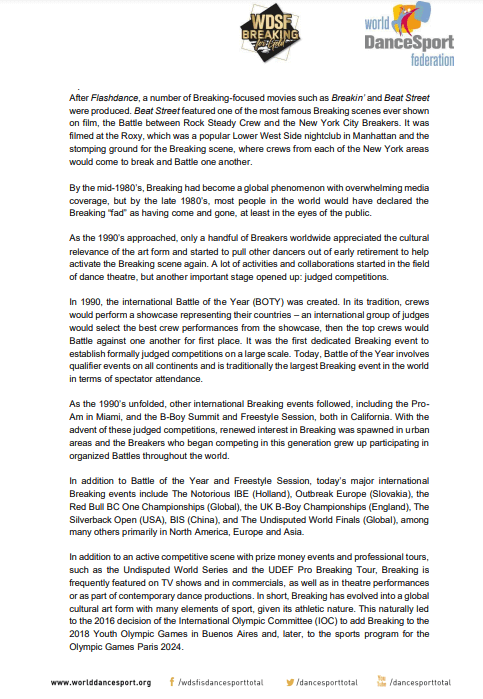 WDSF
BREAKING
For Gold
world
DanceSport
federation
After Flashdance, a number of Breaking-focused movies such as Breakin' and Beat Street
were produced. Beat Street featured one of the most famous Breaking scenes ever shown
on film, the Battle between Rock Steady Crew and the New York City Breakers. It was
filmed at the Roxy, which was a popular Lower West Side nightclub in Manhattan and the
stomping ground for the Breaking scene, where crews from each of the New York areas
would come to break and Battle one another.
By the mid-1980's, Breaking had become a global phenomenon with overwhelming media
coverage, but by the late 1980's, most people in the world would have declared the
Breaking "fad" as having come and gone, at least in the eyes of the public.
As the 1990's approached, only a handful of Breakers worldwide appreciated the cultural
relevance of the art form and started to pull other dancers out of early retirement to help
activate the Breaking scene again. A lot of activities and collaborations started in the field
of dance theatre, but another important stage opened up: judged competitions.
In 1990, the international Battle of the Year (BOTY) was created. In its tradition, crews
would perform a showcase representing their countries – an international group of judges
would select the best crew performances from the showcase, then the top crews would
Battle against one another for first place. It was the first dedicated Breaking event to
establish formally judged competitions on a large scale. Today, Battle of the Year involves
qualifier events on all continents and is traditionally the largest Breaking event in the world
in terms of spectator attendance.
As the 1990's unfolded, other international Breaking events followed, including the Pro-
Am in Miami, and the B-Boy Summit and Freestyle Session, both in California. With the
advent of these judged competitions, renewed interest in Breaking was spawned in urban
areas and the Breakers who began competing in this generation grew up participating in
organized Battles throughout the world.
In addition to Battle of the Year and Freestyle Session, today's major international
Breaking events include The Notorious IBE (Holland), Outbreak Europe (Slovakia), the
Red Bull BC One Championships (Global), the UK B-Boy Championships (England), The
Silverback Open (USA), BIS (China), and The Undisputed World Finals (Global), among
many others primarily in North America, Europe and Asia.
In addition to an active competitive scene with prize money events and professional tours,
such as the Undisputed World Series and the UDEF Pro Breaking Tour, Breaking is
frequently featured on TV shows and in commercials, as well as in theatre performances
or as part of contemporary dance productions. In short, Breaking has evolved into a global
cultural art form with many elements of sport, given its athletic nature. This naturally led
to the 2016 decision of the International Olympic Committee (IOC) to add Breaking to the
2018 Youth Olympic Games in Buenos Aires and, later, to the sports program for the
Olympic Games Paris 2024.
www.worlddancesport.org f /wdsfisdancesporttotal /dancesporttotal /dancesporttotal